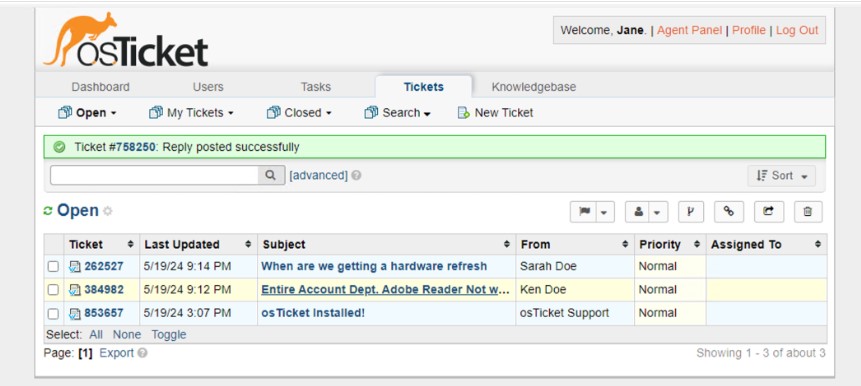 Welcome, Jane. | Agent Panel | Profile | Log Out
osTicket
Dashboard Users Tasks Tickets Knowledgebase
Open My Tickets Closed Search New Ticket
Ticket #758250: Reply posted successfully
[advanced] Sort
Open
Ticket Last Updated Subject From Priority Assigned To
262527 5/19/24 9:14 PM When are we getting a hardware refresh Sarah Doe Normal
384982 5/19/24 9:12 PM Entire Account Dept. Adobe Reader Not w... Ken Doe Normal
853657 5/19/24 3:07 PM osTicket Installed! osTicket Support Normal
Select: All None Toggle
Page: [1] Export Showing 1 - 3 of about 3